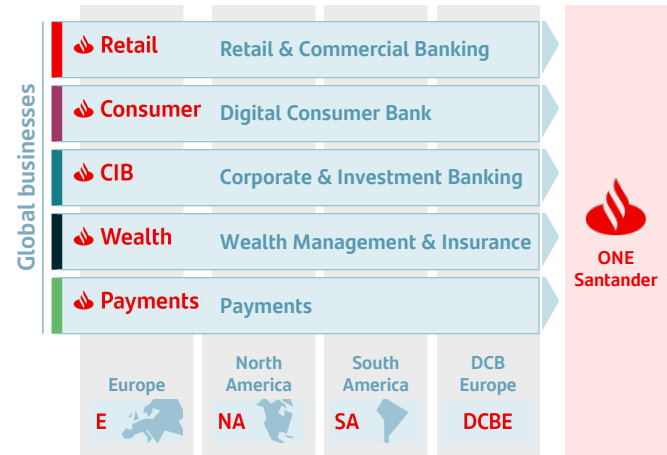 Global businesses
Retail Retail & Commercial Banking
Consumer Digital Consumer Bank
CIB Corporate & Investment Banking
Wealth Wealth Management & Insurance
Payments Payments
ONE
Santander
Europe
North
America
South
America
DCB
Europe
E
NA
SA
DCBE